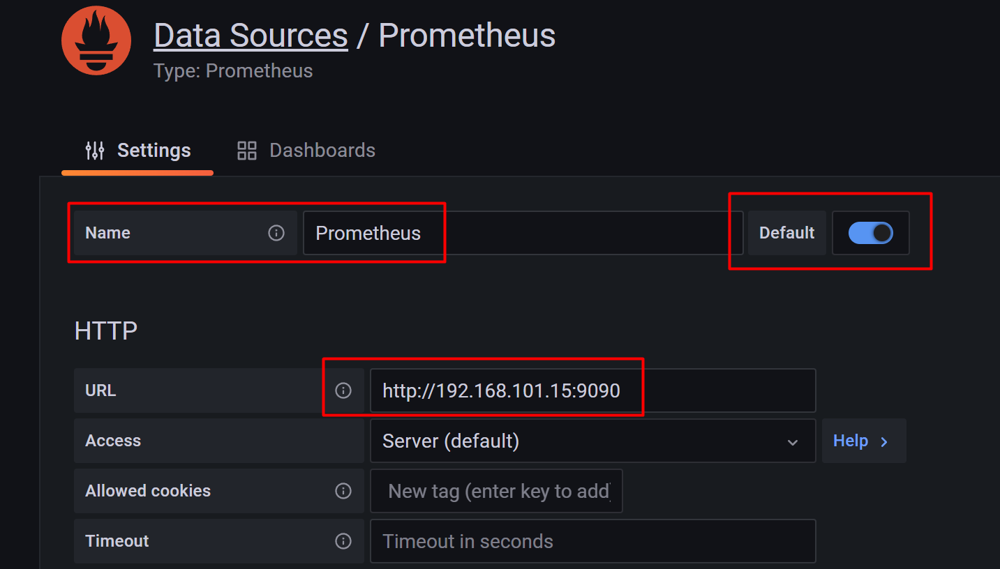 Data Sources / Prometheus
Type: Prometheus
Settings Dashboards
Name Prometheus Default
HTTP
URL http://192.168.101.15:9090
Access Server (default) Help
Allowed cookies New tag (enter key to add)
Timeout Timeout in seconds